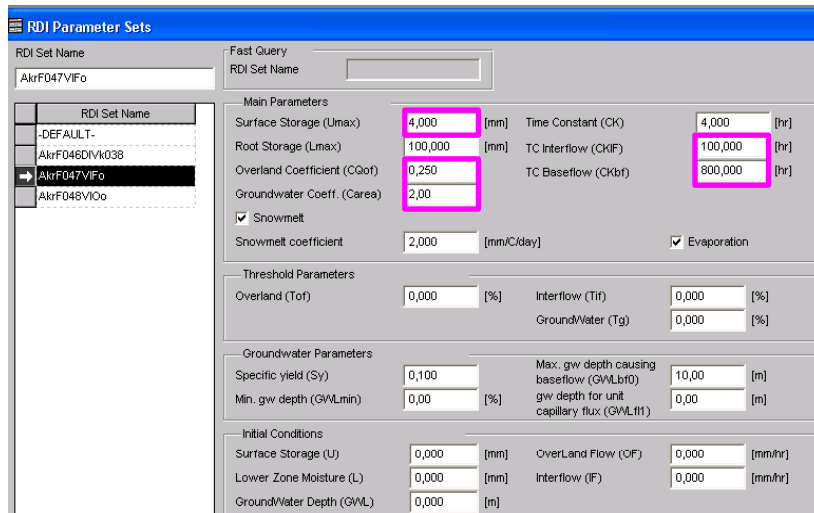 RDI Parameter Sets
RDI Set Name
AkrF047VIFo
Fast Query
RDI Set Name
RDI Set Name
-DEFAULT-
AkrF046DIVk038
AkrF047VIFo
AkrF048VIOo
Main Parameters
Surface Storage (Umax) 4,000 [mm] Time Constant (CK) 4,000 [hr]
Root Storage (Lmax) 100,000 [mm] TC Interflow (CKIF) 100,000 [hr]
Overland Coefficient (CQof) 0,250 TC Baseflow (CKbf) 800,000 [hr]
Groundwater Coeff. (Carea) 2,00
Snowmelt
Snowmelt coefficient 2,000 [mm/C/day] Evaporation
Threshold Parameters
Overland (Tof) 0,000 [%] Interflow (Tif) 0,000 [%]
GroundWater (Tg) 0,000 [%]
Groundwater Parameters
Specific yield (Sy) 0,100 Max. gw depth causing baseflow (GWLbf0) 10,00 [m]
Min. gw depth (GWLmin) 0,00 [%] gw depth for unit capillary flux (GWLfl1) 0,00 [m]
Initial Conditions
Surface Storage (U) 0,000 [mm] OverLand Flow (OF) 0,000 [mm/hr]
Lower Zone Moisture (L) 0,000 [mm] Interflow (IF) 0,000 [mm/hr]
GroundWater Depth (GWL) 0,000 [m]